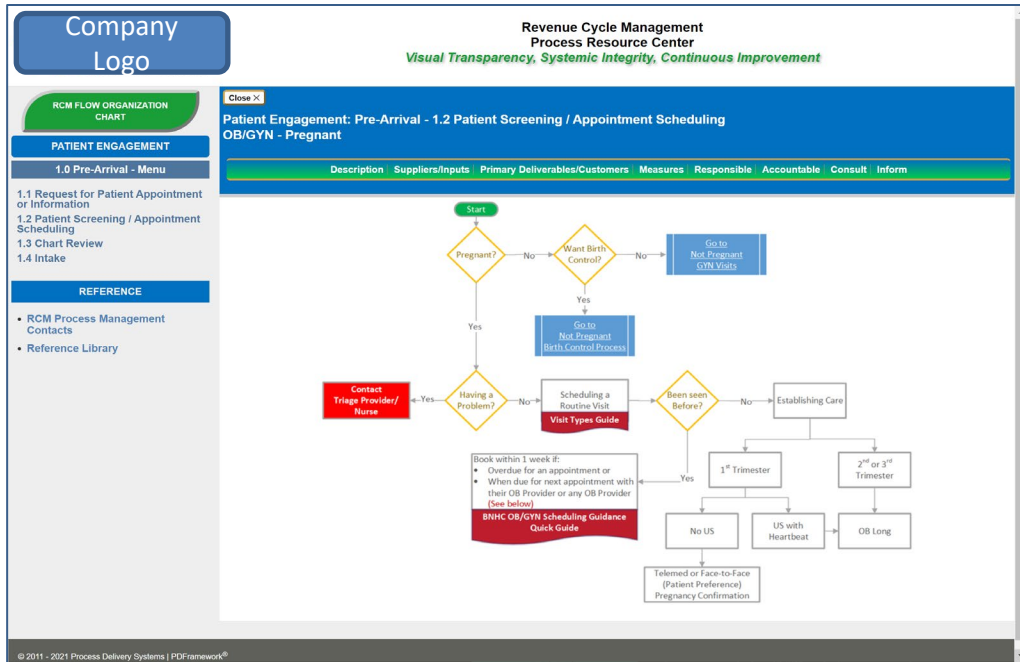 Company
Logo
Revenue Cycle Management
Process Resource Center
Visual Transparency, Systemic Integrity, Continuous Improvement
RCM FLOW ORGANIZATION
CHART
PATIENT ENGAGEMENT
1.0 Pre-Arrival - Menu
1.1 Request for Patient Appointment
or Information
1.2 Patient Screening / Appointment
Scheduling
1.3 Chart Review
1.4 Intake
REFERENCE
• RCM Process Management
Contacts
• Reference Library
Close X
Patient Engagement: Pre-Arrival - 1.2 Patient Screening / Appointment Scheduling
OB/GYN - Pregnant
Description | Suppliers/Inputs | Primary Deliverables/Customers | Measures | Responsible | Accountable | Consult | Inform
Start
Pregnant?
No
Want Birth
Control?
No
Go to
Not Pregnant
GYN Visits
Yes
Go to
Not Pregnant
Birth Control Process
Yes
Contact
Triage Provider/
Nurse
Yes
Having a
Problem?
No
Scheduling a
Routine Visit
Visit Types Guide
Been seen
Before?
No
Establishing Care
Yes
Book within 1 week if:
• Overdue for an appointment or
• When due for next appointment with
their OB Provider or any OB Provider
(See below)
BNHC OB/GYN Scheduling Guidance
Quick Guide
1st Trimester
2nd or 3rd
Trimester
No US
US with
Heartbeat
OB Long
Telemed or Face-to-Face
(Patient Preference)
Pregnancy Confirmation
© 2011 - 2021 Process Delivery Systems | PDFramework®